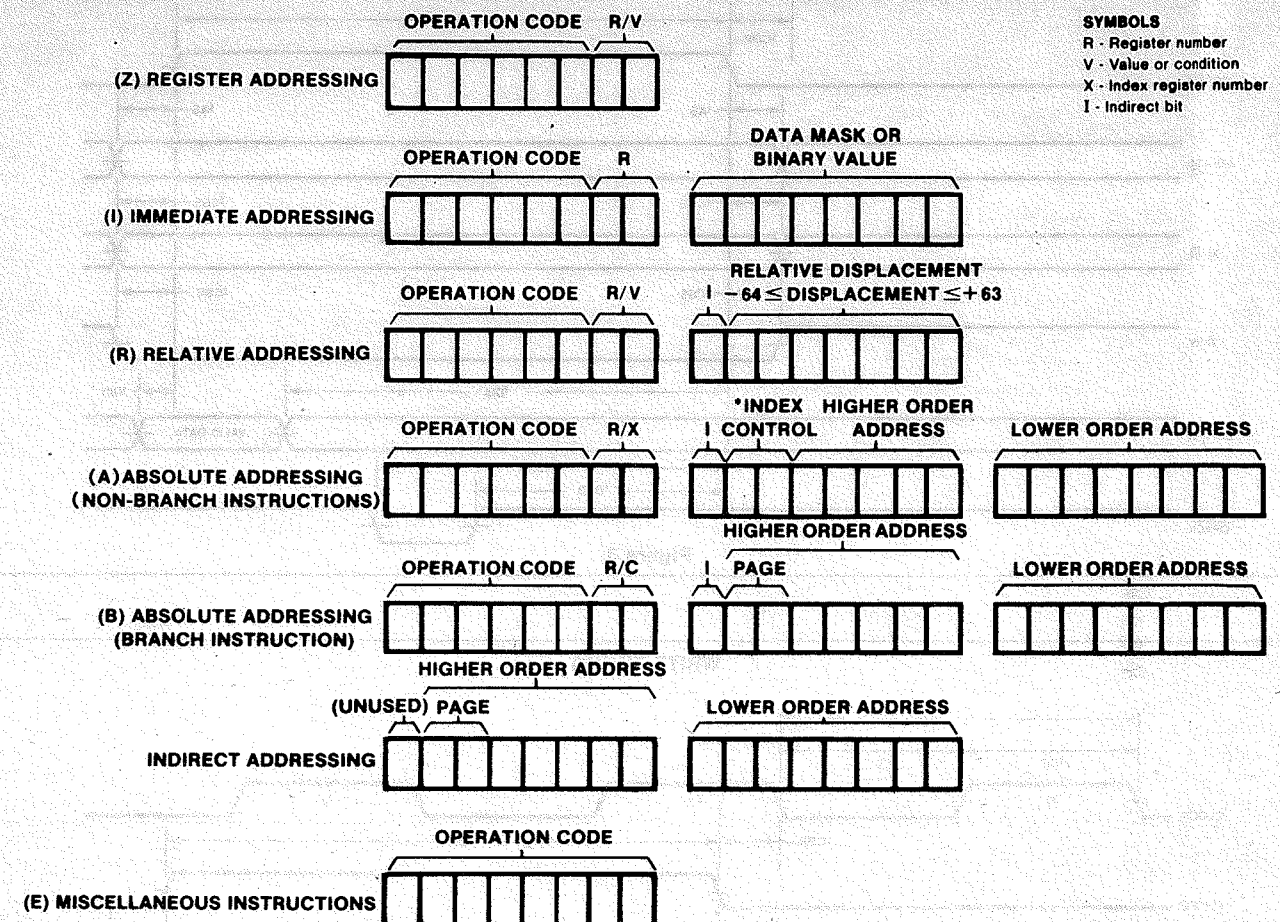 OPERATION CODE R/V
SYMBOLS
R - Register number
V - Value or condition
X - Index register number
I - Indirect bit
(Z) REGISTER ADDRESSING
OPERATION CODE R
DATA MASK OR
BINARY VALUE
(I) IMMEDIATE ADDRESSING
RELATIVE DISPLACEMENT
OPERATION CODE R/V I −64 ≤ DISPLACEMENT ≤ +63
(R) RELATIVE ADDRESSING
*INDEX HIGHER ORDER
OPERATION CODE R/X I CONTROL ADDRESS LOWER ORDER ADDRESS
(A) ABSOLUTE ADDRESSING
(NON-BRANCH INSTRUCTIONS)
HIGHER ORDER ADDRESS
OPERATION CODE R/C I PAGE LOWER ORDER ADDRESS
(B) ABSOLUTE ADDRESSING
(BRANCH INSTRUCTION)
HIGHER ORDER ADDRESS
(UNUSED) PAGE LOWER ORDER ADDRESS
INDIRECT ADDRESSING
OPERATION CODE
(E) MISCELLANEOUS INSTRUCTIONS